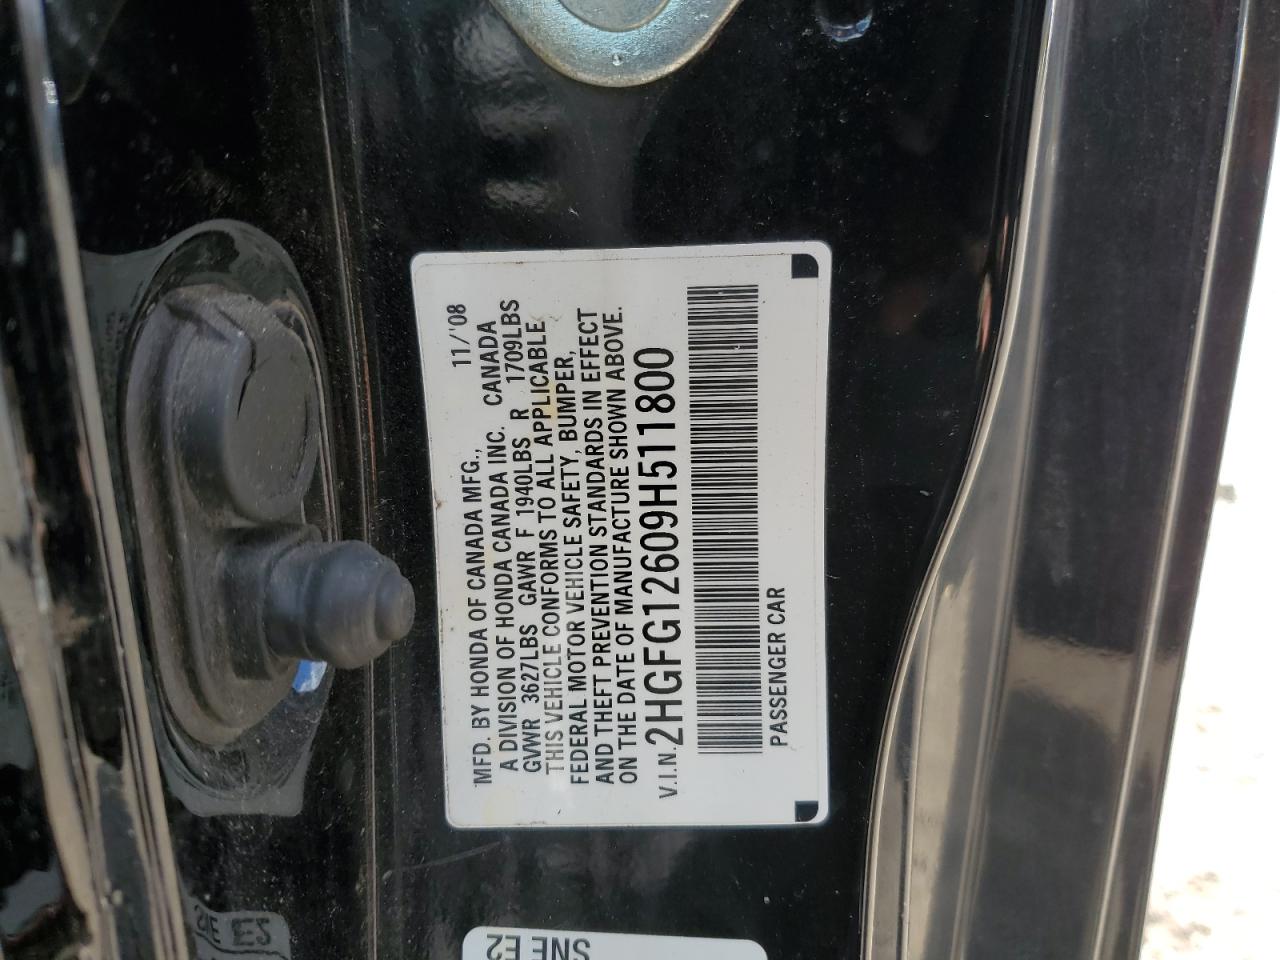 MFD. BY HONDA OF CANADA MFG., 11/'08
A DIVISION OF HONDA CANADA INC. CANADA
GVWR 3627LBS GAWR F 1940LBS R 1709LBS
THIS VEHICLE CONFORMS TO ALL APPLICABLE
FEDERAL MOTOR VEHICLE SAFETY, BUMPER,
AND THEFT PREVENTION STANDARDS IN EFFECT
ON THE DATE OF MANUFACTURE SHOWN ABOVE.
V.I.N. 2HGFG12609H511800
PASSENGER CAR